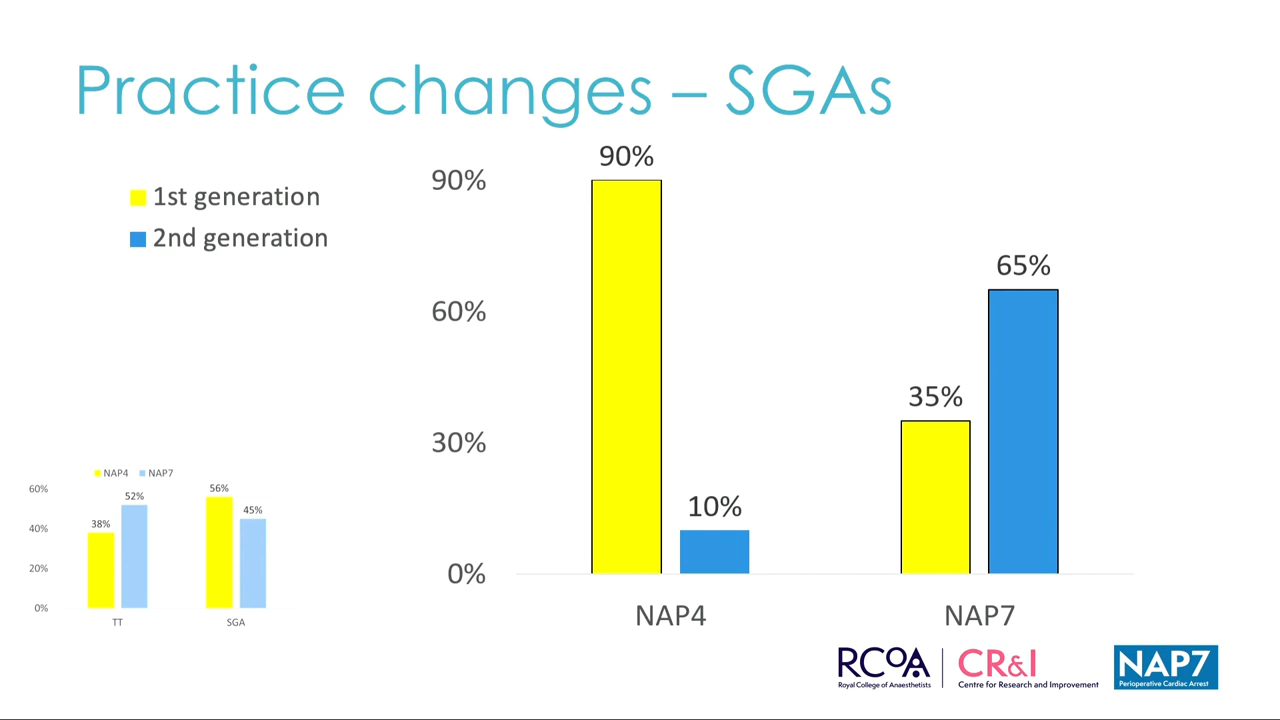 Practice changes – SGAs
1st generation
2nd generation
90%
60%
30%
0%
90%
10%
35%
65%
NAP4
NAP7
NAP4 NAP7
60%
40%
20%
0%
38%
52%
56%
45%
TT
SGA
RCOA
Royal College of Anaesthetists
CR&I
Centre for Research and Improvement
NAP7
Perioperative Cardiac Arrest